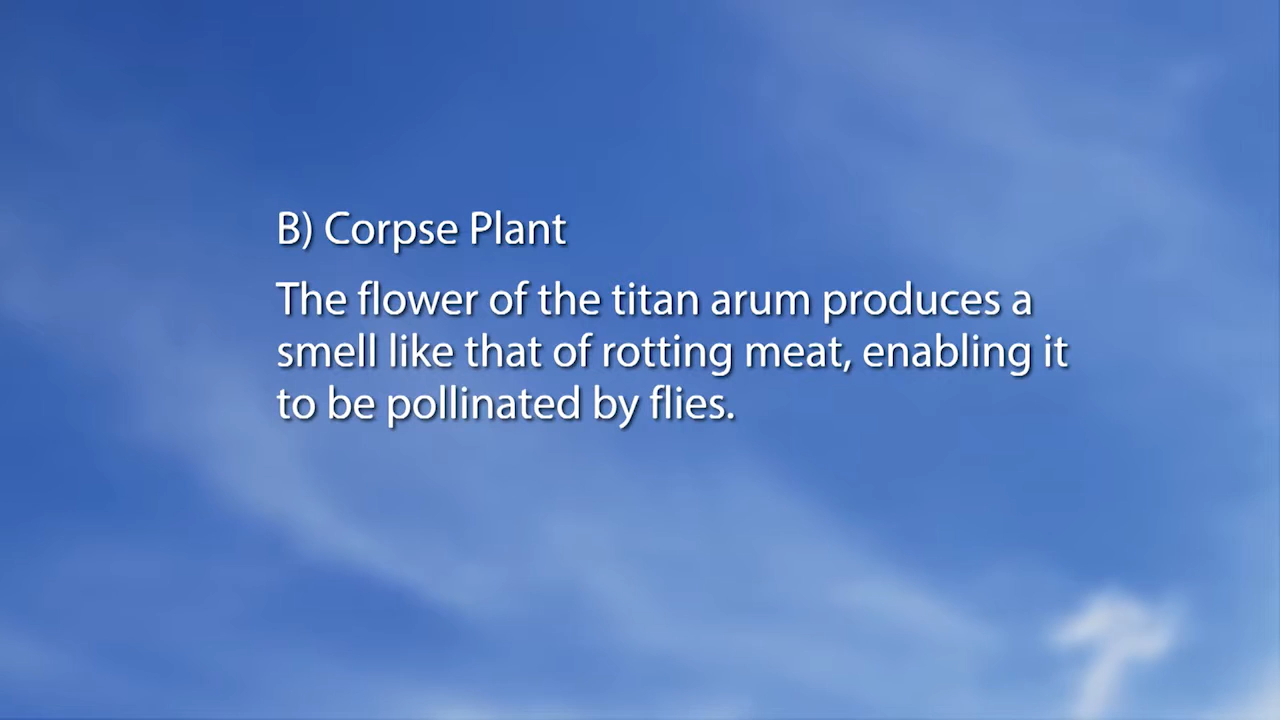 B) Corpse Plant
The flower of the titan arum produces a
smell like that of rotting meat, enabling it
to be pollinated by flies.